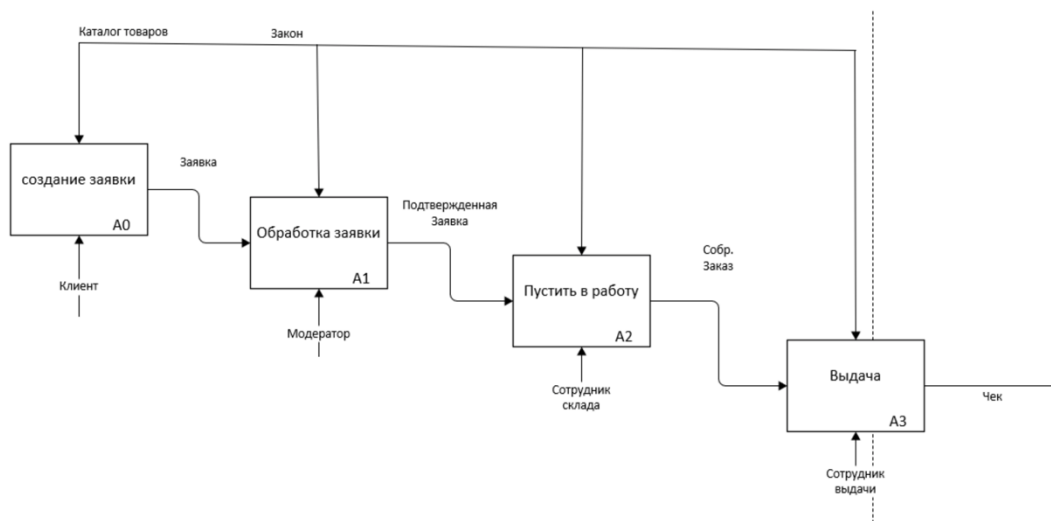 Каталог товаров
Закон
создание заявки
A0
Заявка
Клиент
Обработка заявки
A1
Подтвержденная
Заявка
Модератор
Пустить в работу
A2
Собр.
Заказ
Сотрудник
склада
Выдача
A3
Чек
Сотрудник
выдачи